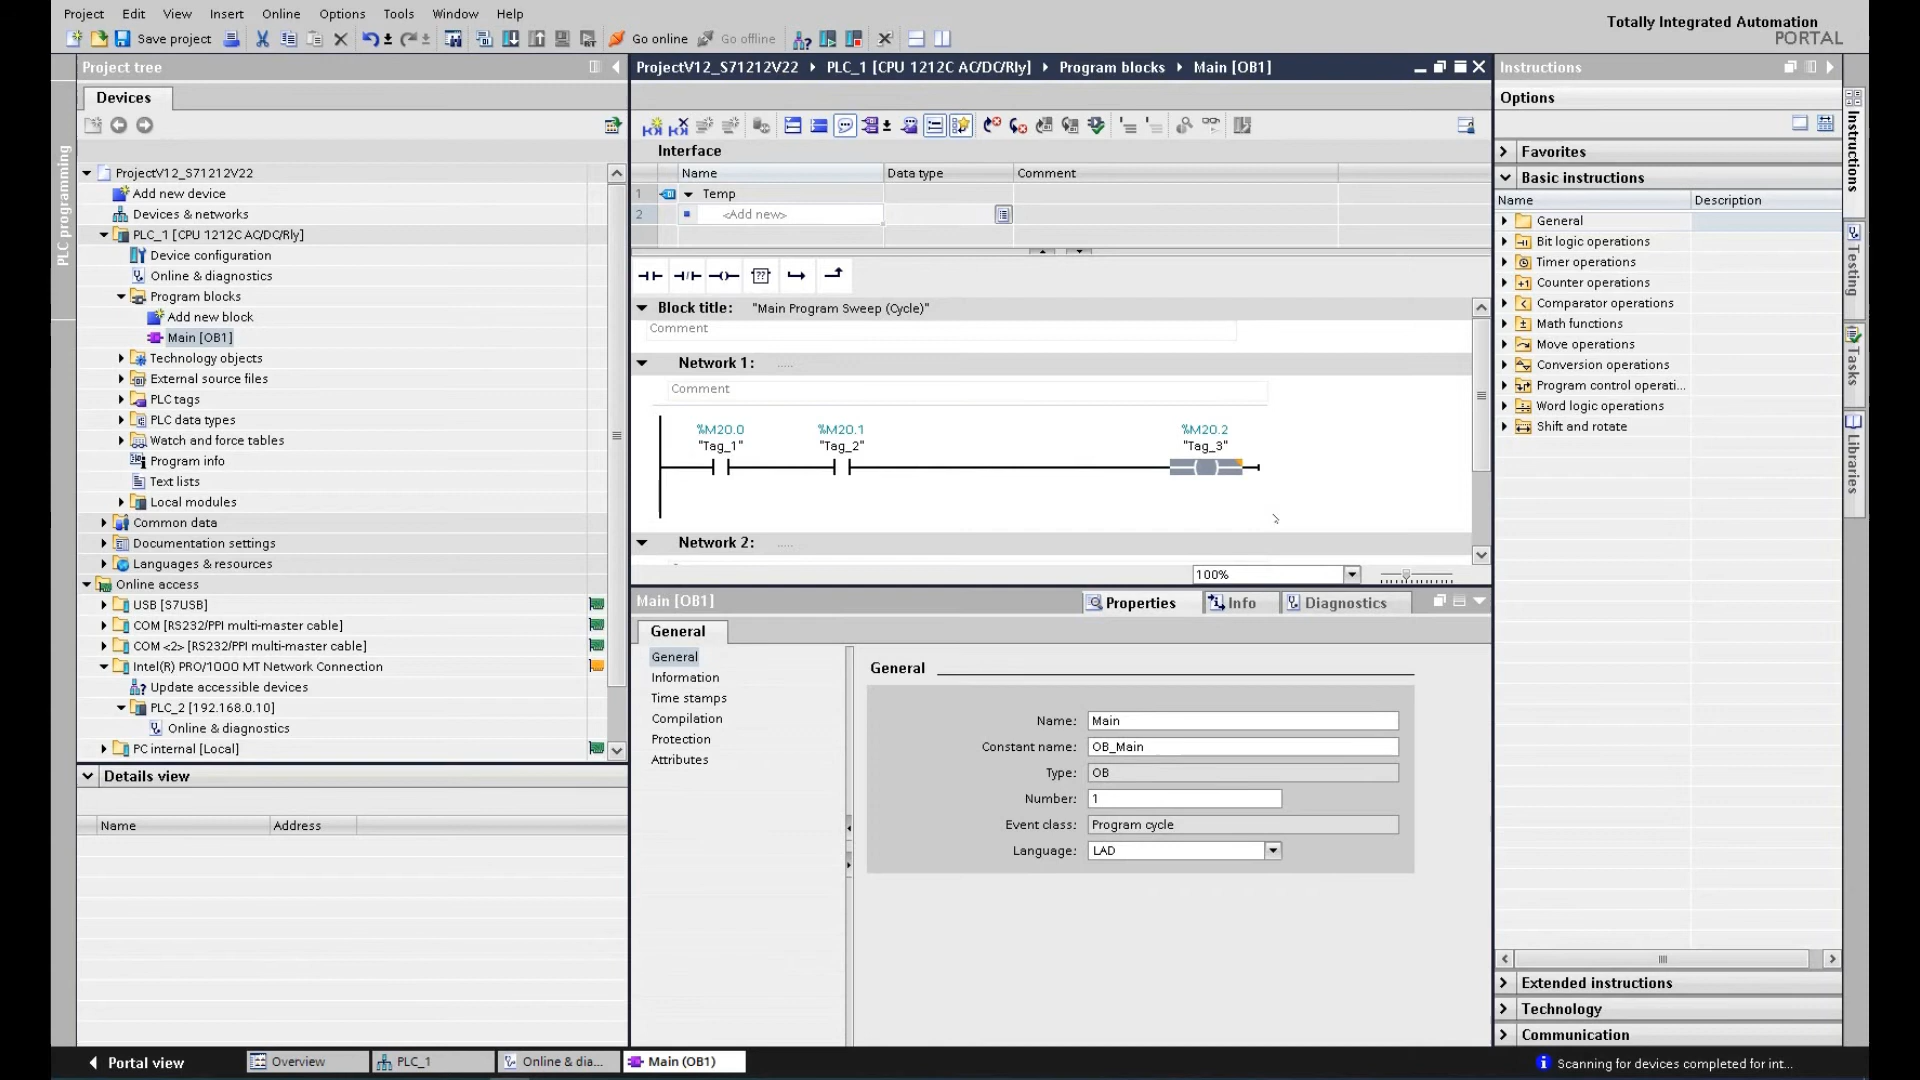 Project Edit View Insert Online Options Tools Window Help
Totally Integrated Automation
PORTAL
Save project Go online Go offline
Project tree
ProjectV12_S71212V22 PLC_1 [CPU 1212C AC/DC/Rly] Program blocks Main [OB1]
Instructions
Devices
Options
PLC programming
Interface
Name Data type Comment
1 Temp
2 <Add new>
ProjectV12_S71212V22
Add new device
Devices & networks
PLC_1 [CPU 1212C AC/DC/Rly]
Device configuration
Online & diagnostics
Program blocks
Add new block
Main [OB1]
Technology objects
External source files
PLC tags
PLC data types
Watch and force tables
Program info
Text lists
Local modules
Common data
Documentation settings
Languages & resources
Online access
USB [S7USB]
COM [RS232/PPI multi-master cable]
COM <2> [RS232/PPI multi-master cable]
Intel(R) PRO/1000 MT Network Connection
Update accessible devices
PLC_2 [192.168.0.10]
Online & diagnostics
PC internal [Local]
Details view
Name Address
Block title: "Main Program Sweep (Cycle)"
Comment
Network 1: .....
Comment
%M20.0 %M20.1 %M20.2
"Tag_1" "Tag_2" "Tag_3"
Network 2: .....
100%
Main [OB1]
Properties Info Diagnostics
General
General
Information
Time stamps
Compilation
Protection
Attributes
General
Name: Main
Constant name: OB_Main
Type: OB
Number: 1
Event class: Program cycle
Language: LAD
Favorites
Basic instructions
Name Description
General
Bit logic operations
Timer operations
Counter operations
Comparator operations
Math functions
Move operations
Conversion operations
Program control operati...
Word logic operations
Shift and rotate
Extended instructions
Technology
Communication
Instructions
Testing
Tasks
Libraries
Portal view Overview PLC_1 Online & dia... Main (OB1) Scanning for devices completed for int...